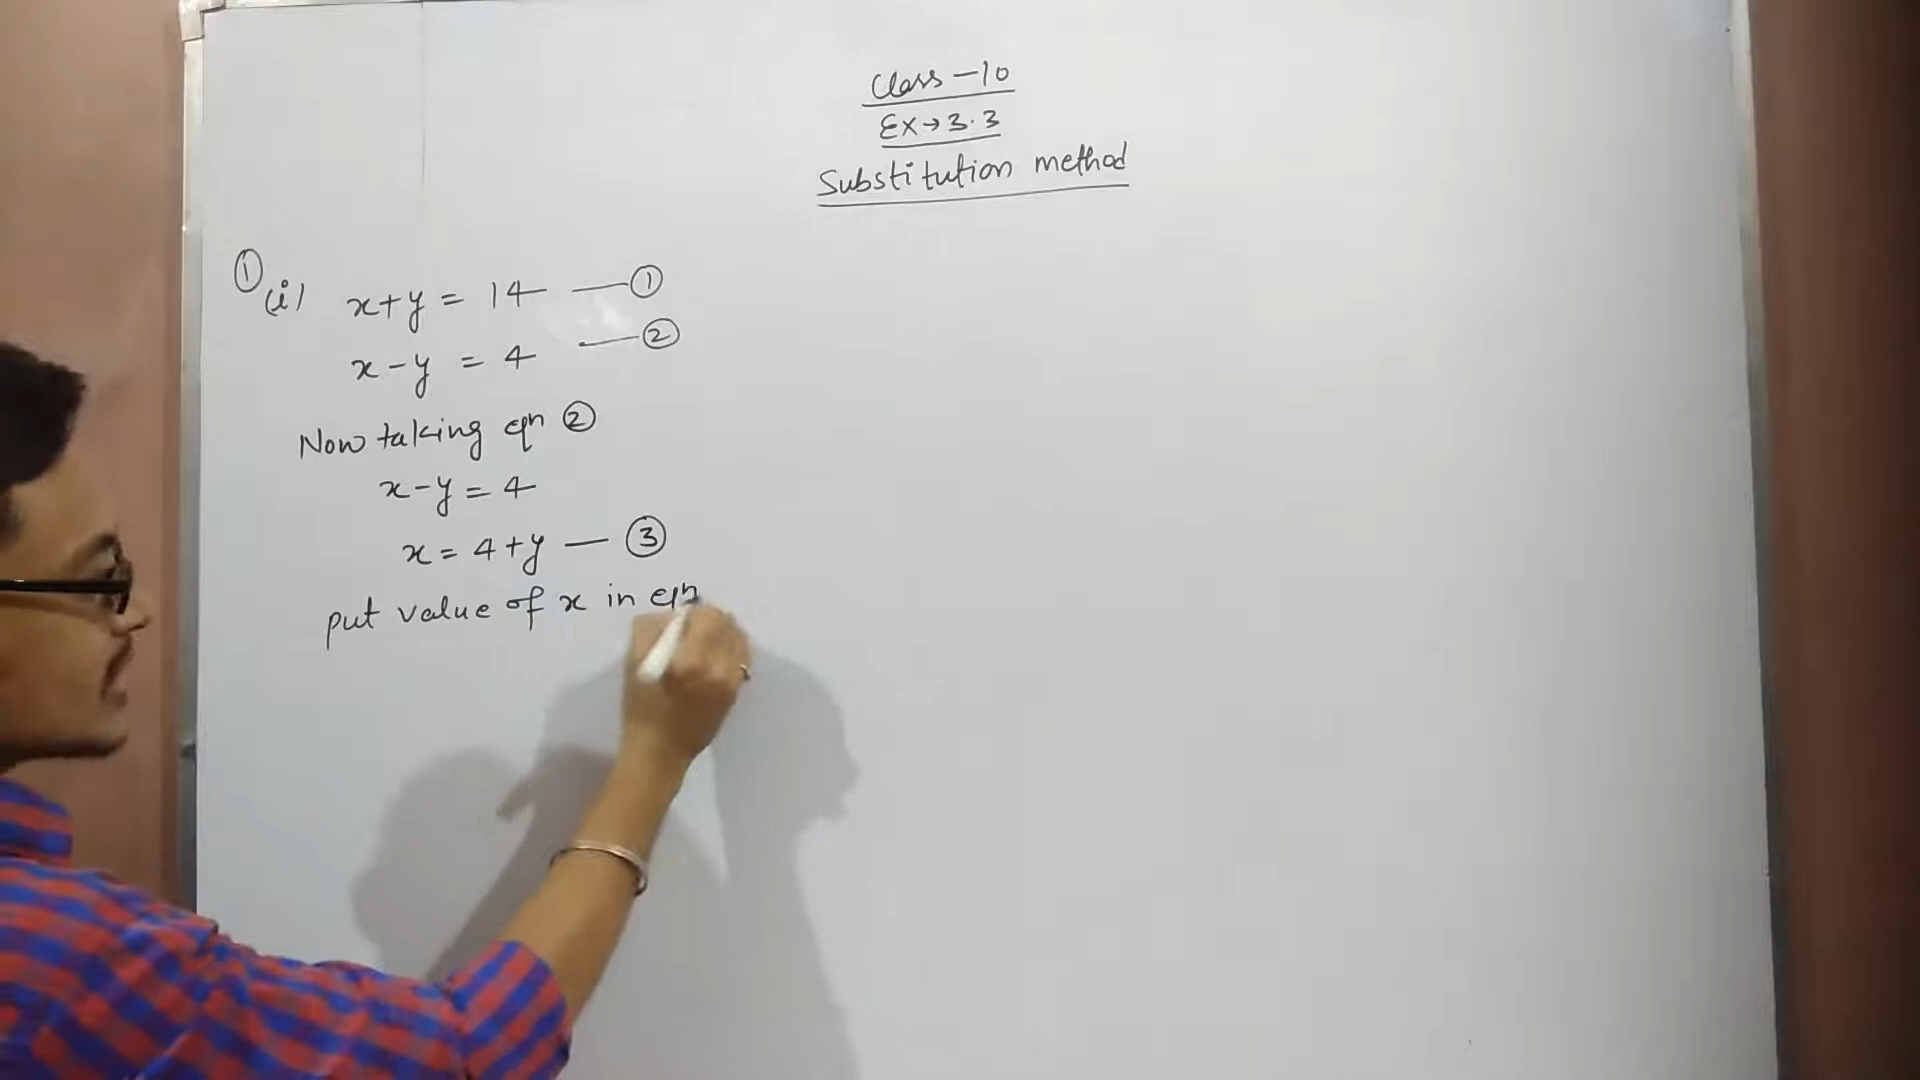 Class - 10
Ex → 3.3
Substitution method
① (i) x+y = 14 — ①
x-y = 4 — ②
Now taking eqn ②
x-y = 4
x = 4+y — ③
put value of x in eqn